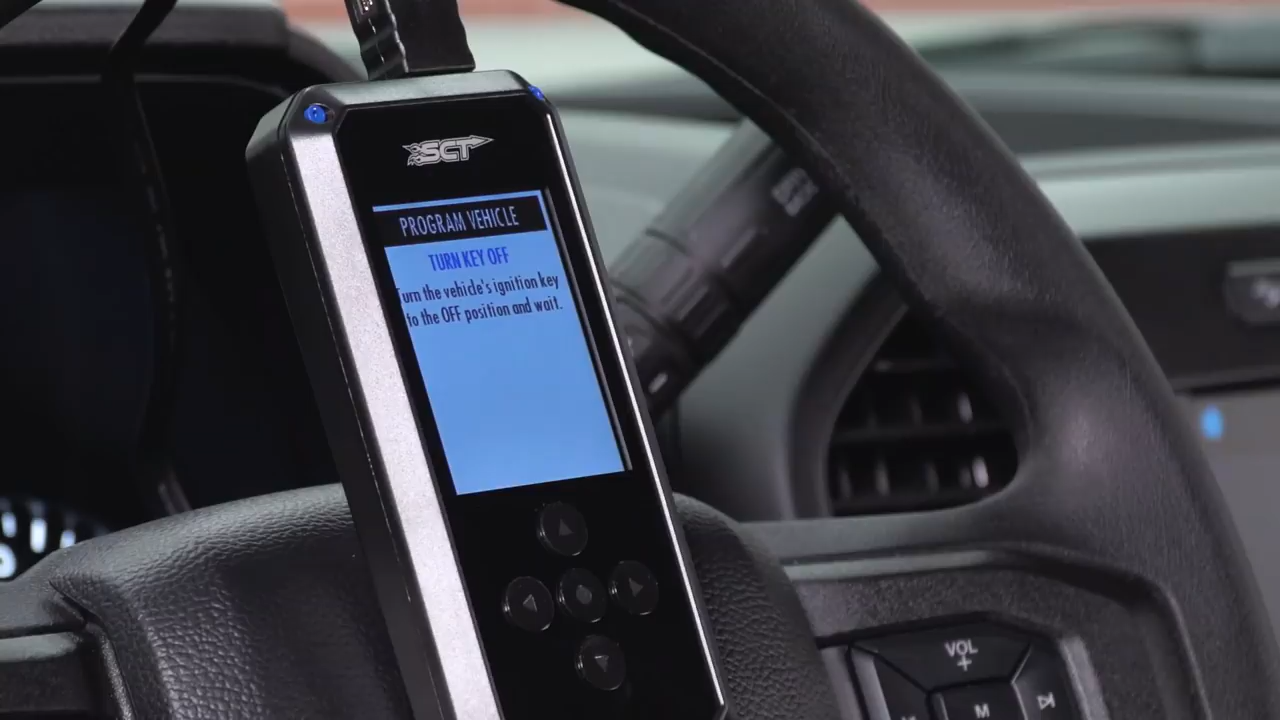 SCT
PROGRAM VEHICLE
TURN KEY OFF
Turn the vehicle's ignition key
to the OFF position and wait.
VOL
+
M